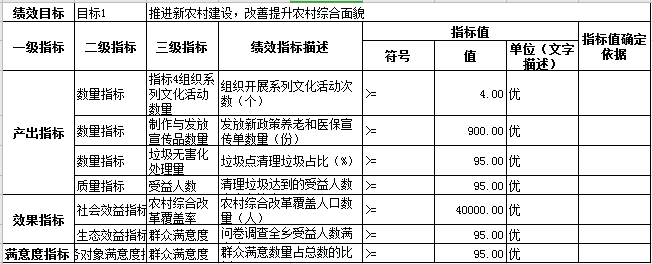 绩效目标 目标1 推进新农村建设，改善提升农村综合面貌
一级指标 二级指标 三级指标 绩效指标描述 指标值 指标值确定依据
符号 值 单位（文字描述）
产出指标
数量指标 指标4组织系列文化活动数量 组织开展系列文化活动次数（个） >= 4.00 优
数量指标 制作与发放宣传品数量 发放新政策养老和医保宣传单数量（份） >= 900.00 优
数量指标 垃圾无害化处理量 垃圾点清理垃圾占比（%） >= 95.00 优
质量指标 受益人数 清理垃圾达到的受益人数 >= 95.00 优
效果指标
社会效益指标 农村综合改革覆盖率 农村综合改革覆盖人口数量（人） >= 40000.00 优
生态效益指标 群众满意度 问卷调查全乡受益人数满 >= 95.00 优
满意度指标 对象满意度指 群众满意度 群众满意数量占总数的比 >= 95.00 优